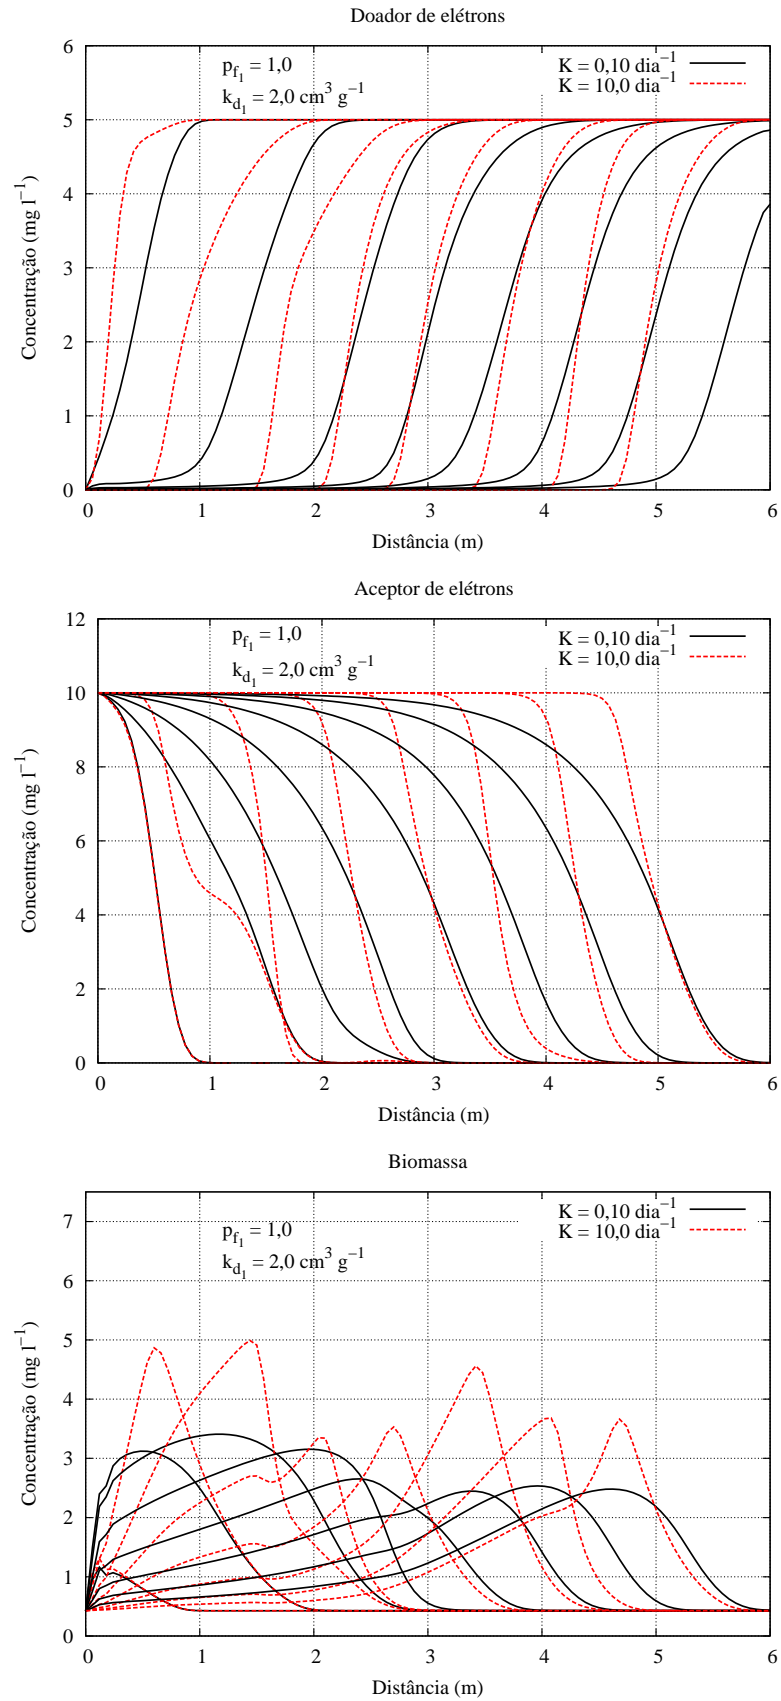 Doador de elétrons
p_f1 = 1,0
k_d1 = 2,0 cm³ g⁻¹
K = 0,10 dia⁻¹
K = 10,0 dia⁻¹
Concentração (mg l⁻¹)
6
5
4
3
2
1
0
0 1 2 3 4 5 6
Distância (m)
Aceptor de elétrons
p_f1 = 1,0
k_d1 = 2,0 cm³ g⁻¹
K = 0,10 dia⁻¹
K = 10,0 dia⁻¹
Concentração (mg l⁻¹)
12
10
8
6
4
2
0
0 1 2 3 4 5 6
Distância (m)
Biomassa
p_f1 = 1,0
k_d1 = 2,0 cm³ g⁻¹
K = 0,10 dia⁻¹
K = 10,0 dia⁻¹
Concentração (mg l⁻¹)
7
6
5
4
3
2
1
0
0 1 2 3 4 5 6
Distância (m)